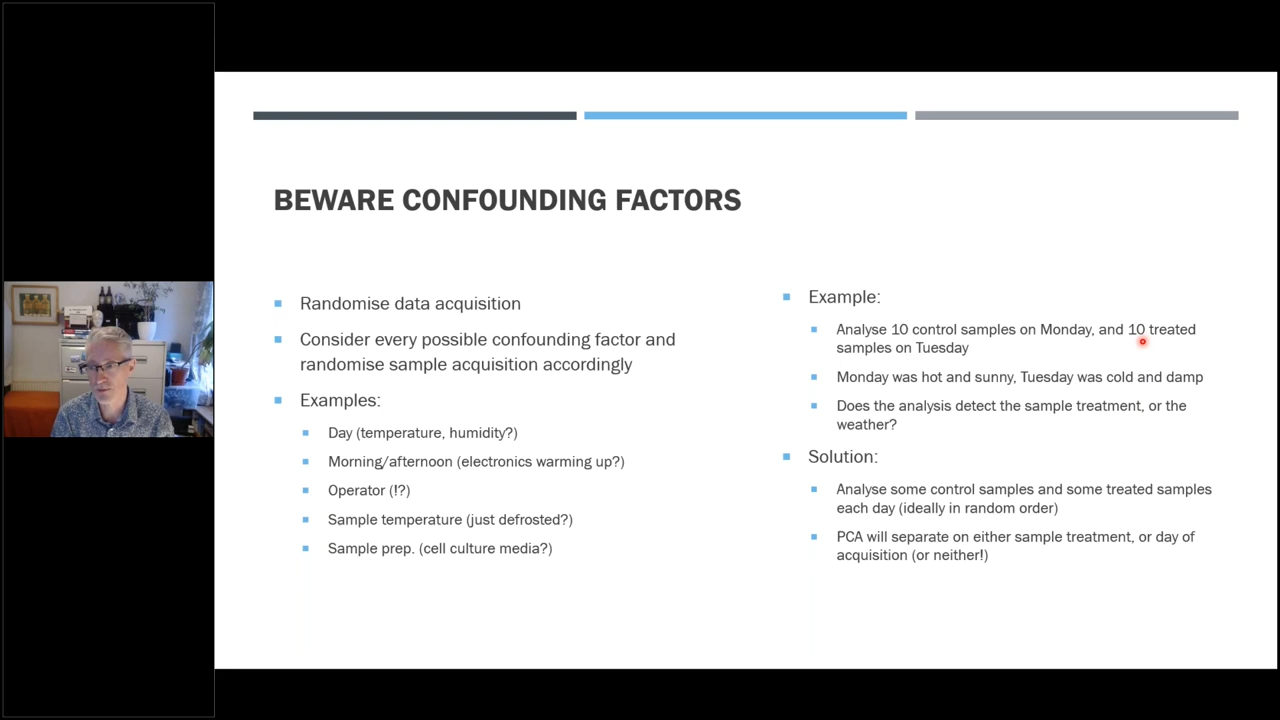 BEWARE CONFOUNDING FACTORS
Randomise data acquisition
Consider every possible confounding factor and
randomise sample acquisition accordingly
Examples:
Day (temperature, humidity?)
Morning/afternoon (electronics warming up?)
Operator (!?)
Sample temperature (just defrosted?)
Sample prep. (cell culture media?)
Example:
Analyse 10 control samples on Monday, and 10 treated
samples on Tuesday
Monday was hot and sunny, Tuesday was cold and damp
Does the analysis detect the sample treatment, or the
weather?
Solution:
Analyse some control samples and some treated samples
each day (ideally in random order)
PCA will separate on either sample treatment, or day of
acquisition (or neither!)